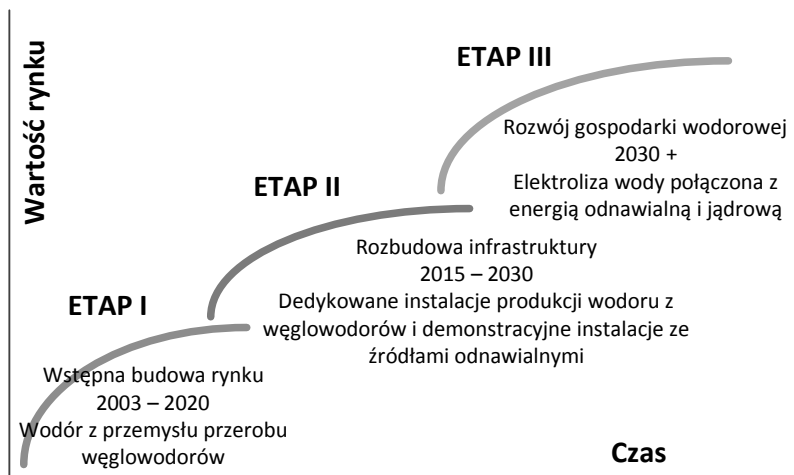 Wartość rynku
ETAP III
Rozwój gospodarki wodorowej
2030 +
Elektroliza wody połączona z
energią odnawialną i jądrową
ETAP II
Rozbudowa infrastruktury
2015 – 2030
Dedykowane instalacje produkcji wodoru z
węglowodorów i demonstracyjne instalacje ze
źródłami odnawialnymi
ETAP I
Wstępna budowa rynku
2003 – 2020
Wodór z przemysłu przerobu
węglowodorów
Czas